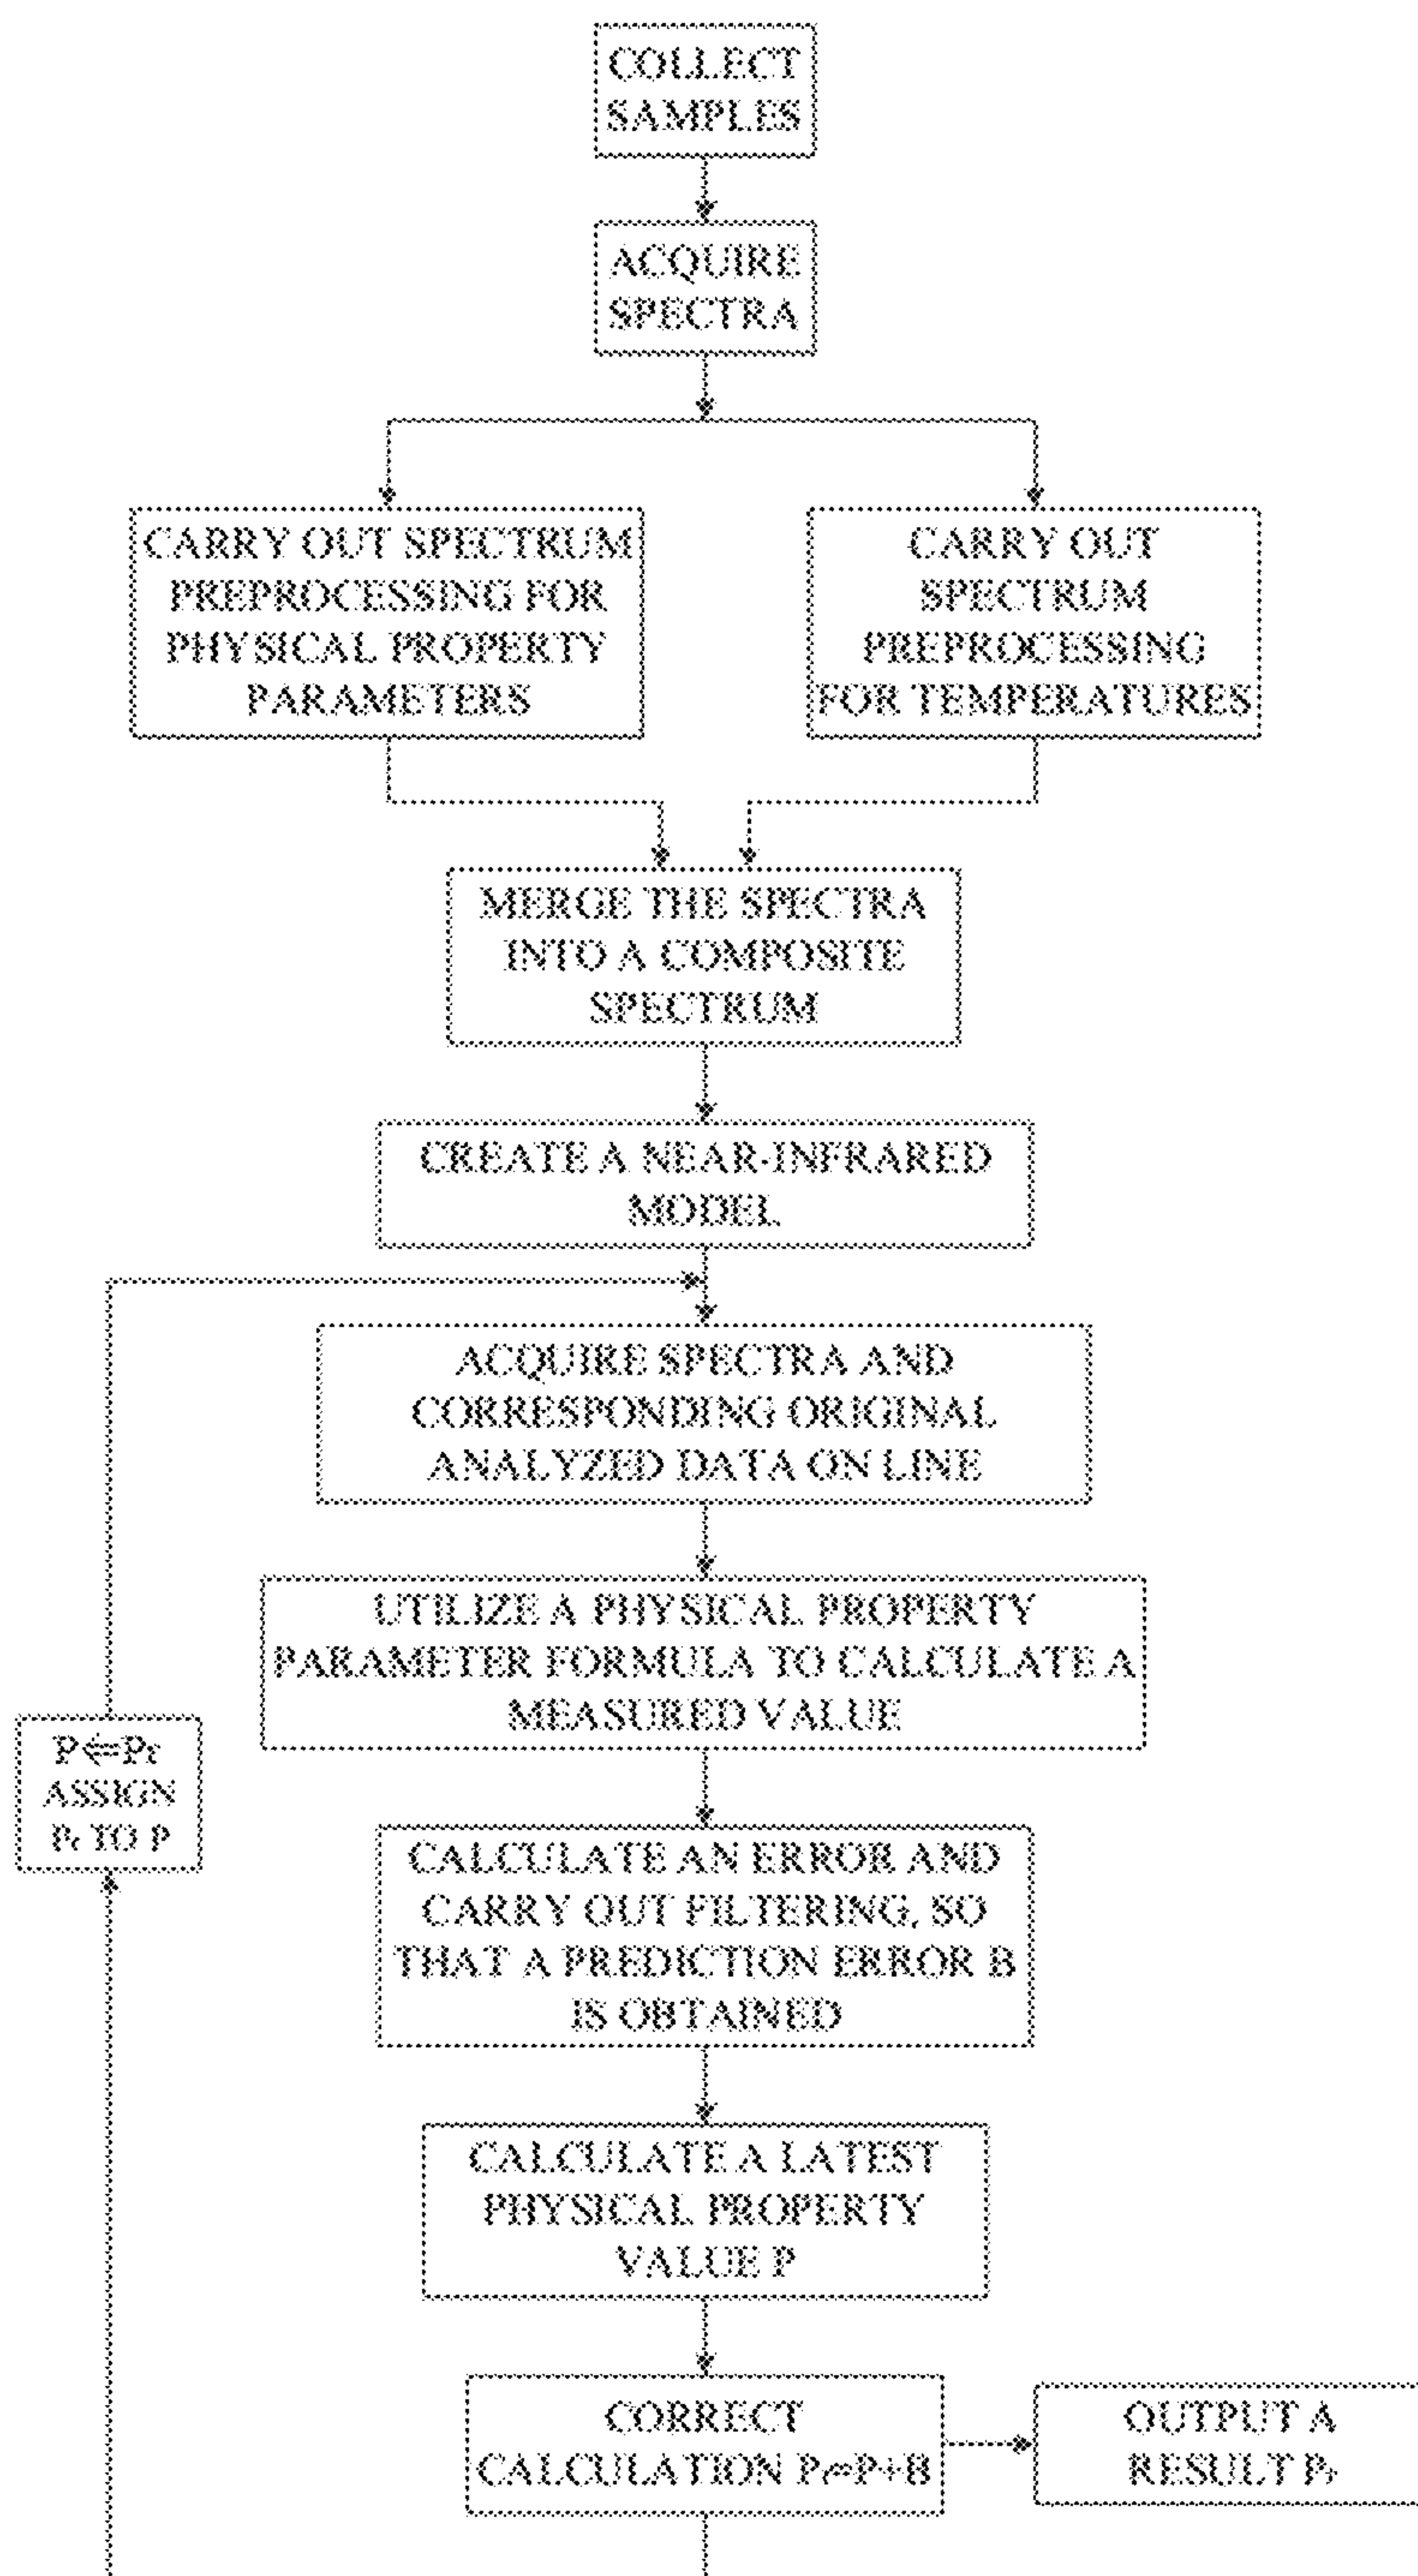 COLLECT
SAMPLES
ACQUIRE
SPECTRA
CARRY OUT SPECTRUM
PREPROCESSING FOR
PHYSICAL PROPERTY
PARAMETERS
CARRY OUT
SPECTRUM
PREPROCESSING
FOR TEMPERATURES
MERGE THE SPECTRA
INTO A COMPOSITE
SPECTRUM
CREATE A NEAR-INFRARED
MODEL
ACQUIRE SPECTRA AND
CORRESPONDING ORIGINAL
ANALYZED DATA ON LINE
UTILIZE A PHYSICAL PROPERTY
PARAMETER FORMULA TO CALCULATE A
MEASURED VALUE
P⇐Pr
ASSIGN
Pr TO P
CALCULATE AN ERROR AND
CARRY OUT FILTERING, SO
THAT A PREDICTION ERROR B
IS OBTAINED
CALCULATE A LATEST
PHYSICAL PROPERTY
VALUE P
CORRECT
CALCULATION Pr=P+B
OUTPUT A
RESULT Pr